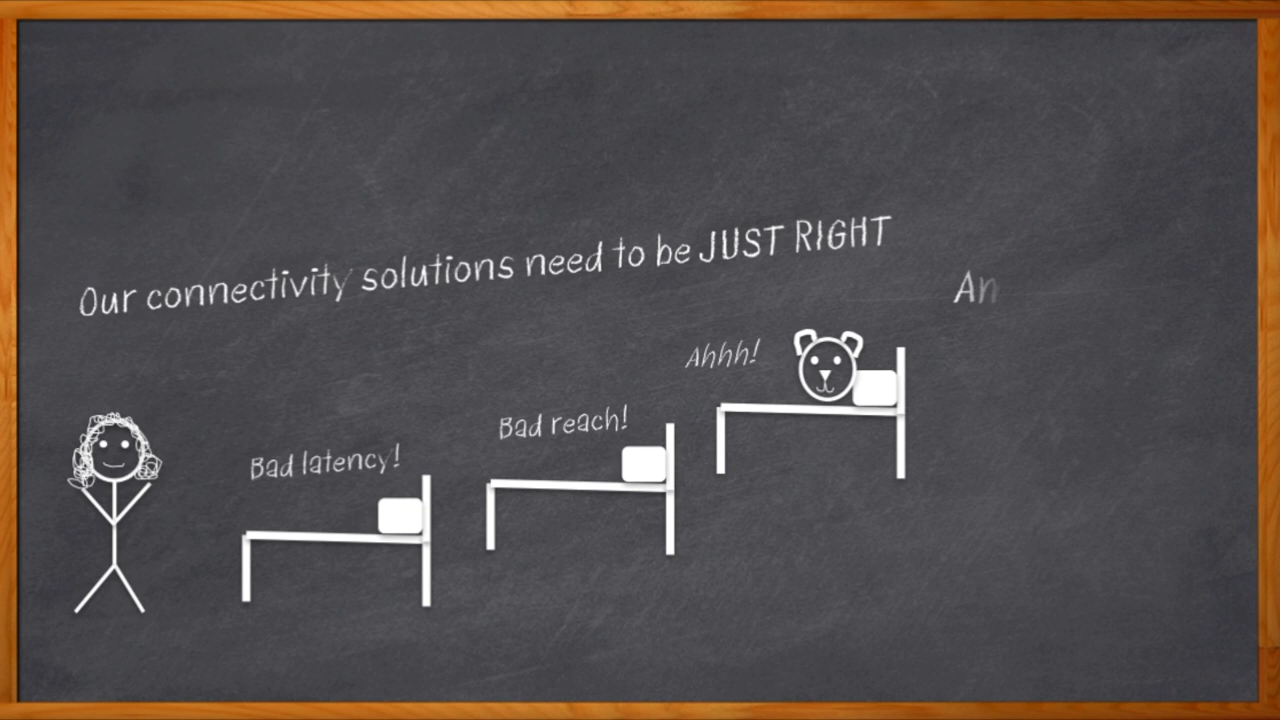 Our connectivity solutions need to be JUST RIGHT
An
Ahhh!
Bad reach!
Bad latency!